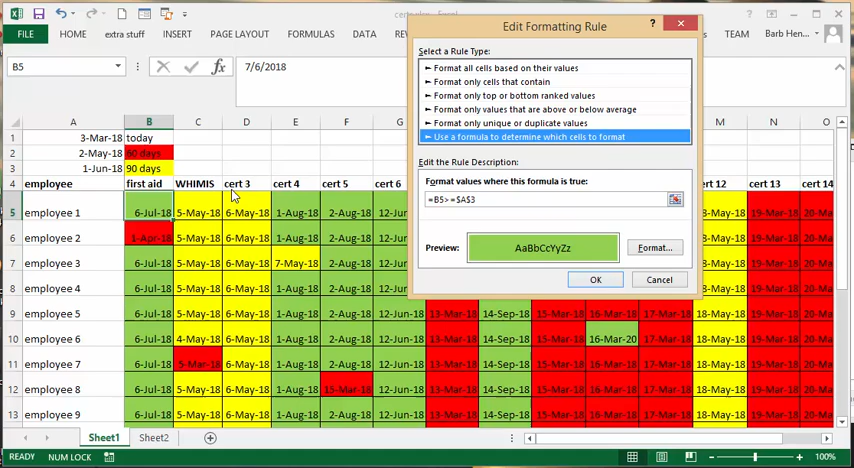 Edit Formatting Rule
FILE HOME extra stuff INSERT PAGE LAYOUT FORMULAS DATA TEAM Barb Hen...
Select a Rule Type:
► Format all cells based on their values
► Format only cells that contain
► Format only top or bottom ranked values
► Format only values that are above or below average
► Format only unique or duplicate values
► Use a formula to determine which cells to format
Edit the Rule Description:
Format values where this formula is true:
=B5>=$A$3
Preview: AaBbCcYyZz Format...
OK Cancel
B5 fx 7/6/2018
A B C D E F G M N O
1 3-Mar-18 today
2 2-May-18 60 days
3 1-Jun-18 90 days
4 employee first aid WHIMIS cert 3 cert 4 cert 5 cert 6 12 cert 13 cert 14
5 employee 1 6-Jul-18 5-May-18 6-May-18 1-Aug-18 2-Aug-18 12-Jun 18-May-18 19-Mar-18 20-Ma
6 employee 2 1-Apr-18 5-May-18 6-May-18 1-Aug-18 2-Aug-18 12-Jun 18-May-18 19-Mar-18 20-Ma
7 employee 3 6-Jul-18 5-May-18 6-May-18 7-May-18 2-Aug-18 12-Jun 18-May-18 19-Mar-18 20-Ma
8 employee 4 6-Jul-18 5-May-18 6-May-18 1-Aug-18 2-Aug-18 12-Jun 18-May-18 19-Mar-18 20-Ma
9 employee 5 6-Jul-18 5-May-18 6-May-18 1-Aug-18 2-Aug-18 12-Jun-18 13-Mar-18 14-Sep-18 15-Mar-18 16-Mar-18 17-Mar-18 18-May-18 19-Mar-18 20-Ma
10 employee 6 6-Jul-18 4-May-18 6-May-18 1-Aug-18 2-Aug-18 12-Jun-18 13-Mar-18 14-Sep-18 15-Mar-18 16-Mar-20 17-Mar-18 18-May-18 19-Mar-18 20-Ma
11 employee 7 6-Jul-18 5-Mar-18 6-May-18 1-Aug-18 2-Aug-18 12-Jun-18 13-Mar-18 14-Sep-18 15-Mar-18 16-Mar-18 17-Mar-18 18-May-18 19-Mar-18 20-Ma
12 employee 8 6-Jul-18 5-May-18 6-May-18 1-Aug-18 15-Mar-18 12-Jun-18 13-Mar-18 14-Sep-18 15-Mar-18 16-Mar-18 17-Mar-18 18-May-18 19-Mar-18 20-Ma
13 employee 9 6-Jul-18 5-May-18 6-May-18 1-Aug-18 2-Aug-18 12-Jun-18 13-Mar-18 14-Sep-18 15-Mar-18 16-Mar-18 17-Mar-18 18-May-18 19-Mar-18 20-Ma
Sheet1 Sheet2
READY NUM LOCK 100%